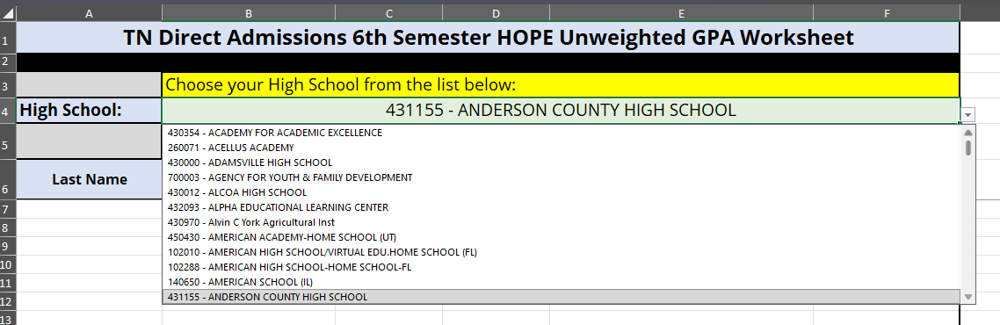 A B C D E F
1 TN Direct Admissions 6th Semester HOPE Unweighted GPA Worksheet
2
3 Choose your High School from the list below:
4 High School: 431155 - ANDERSON COUNTY HIGH SCHOOL
430354 - ACADEMY FOR ACADEMIC EXCELLENCE
5 260071 - ACELLUS ACADEMY
430000 - ADAMSVILLE HIGH SCHOOL
6 Last Name 700003 - AGENCY FOR YOUTH & FAMILY DEVELOPMENT
430012 - ALCOA HIGH SCHOOL
7 432093 - ALPHA EDUCATIONAL LEARNING CENTER
8 430970 - Alvin C York Agricultural Inst
450430 - AMERICAN ACADEMY-HOME SCHOOL (UT)
9 102010 - AMERICAN HIGH SCHOOL/VIRTUAL EDU.HOME SCHOOL (FL)
10 102288 - AMERICAN HIGH SCHOOL-HOME SCHOOL-FL
11 140650 - AMERICAN SCHOOL (IL)
12 431155 - ANDERSON COUNTY HIGH SCHOOL
13